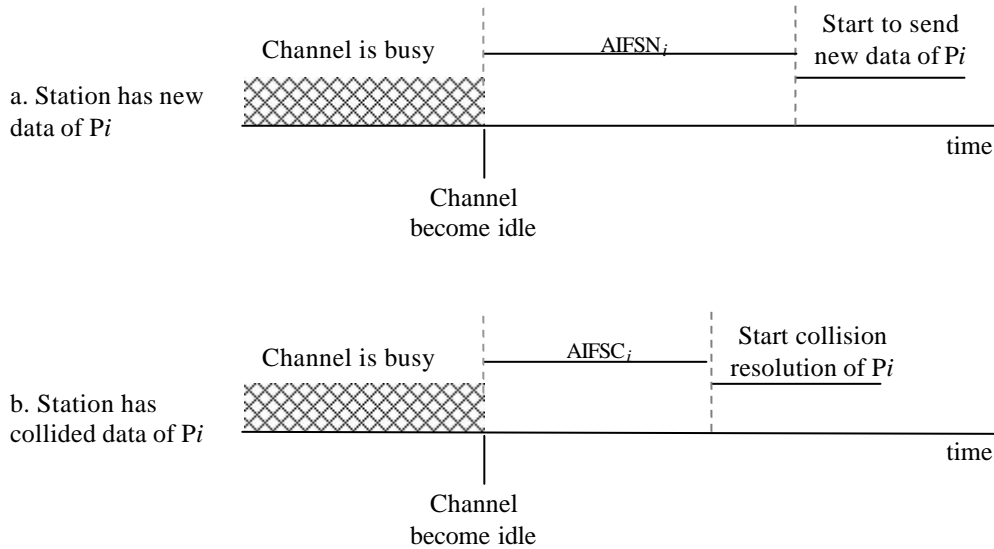 Channel is busy
AIFSNi
Start to send
new data of Pi
a. Station has new
data of Pi
time
Channel
become idle
Channel is busy
AIFSCi
Start collision
resolution of Pi
b. Station has
collided data of Pi
time
Channel
become idle